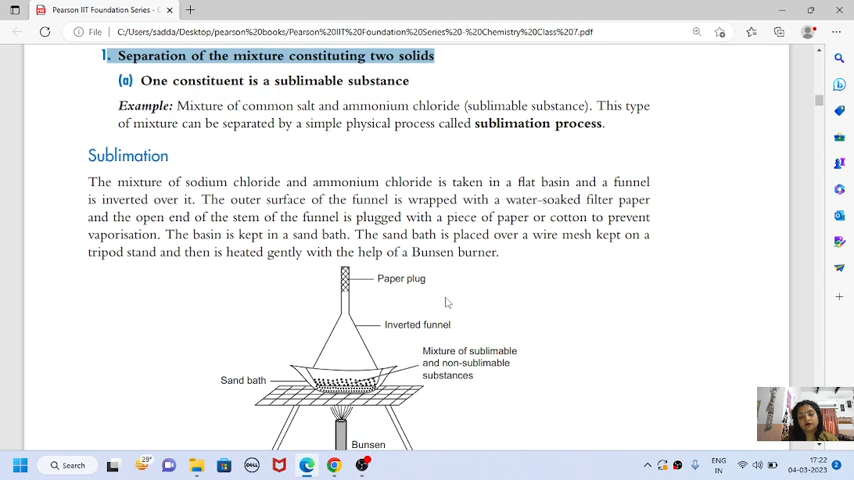 Pearson IIT Foundation Series - C
File
C:/Users/sadda/Desktop/pearson%20books/Pearson%20IIT%20Foundation%20Series%20-%20Chemistry%20Class%207.pdf
1. Separation of the mixture constituting two solids
(a) One constituent is a sublimable substance
Example: Mixture of common salt and ammonium chloride (sublimable substance). This type
of mixture can be separated by a simple physical process called sublimation process.
Sublimation
The mixture of sodium chloride and ammonium chloride is taken in a flat basin and a funnel
is inverted over it. The outer surface of the funnel is wrapped with a water-soaked filter paper
and the open end of the stem of the funnel is plugged with a piece of paper or cotton to prevent
vaporisation. The basin is kept in a sand bath. The sand bath is placed over a wire mesh kept on a
tripod stand and then is heated gently with the help of a Bunsen burner.
Paper plug
Inverted funnel
Mixture of sublimable
and non-sublimable
substances
Sand bath
Bunsen
Search
29°
DELL
ENG
IN
17:22
04-03-2023
2